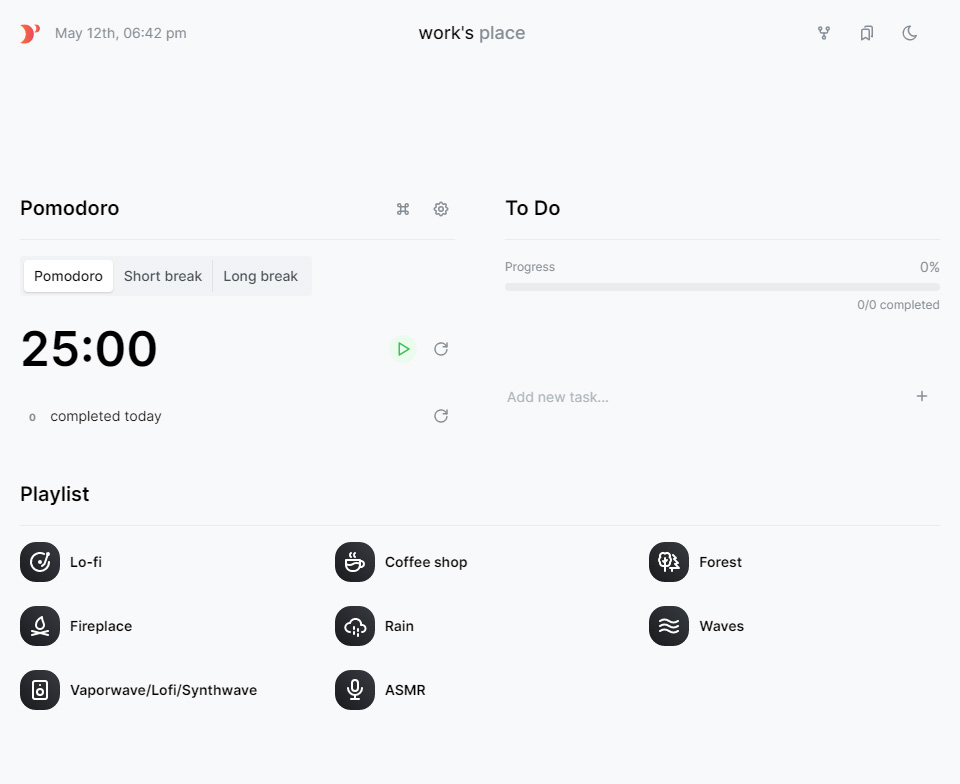 May 12th, 06:42 pm
work's place
Pomodoro
To Do
Pomodoro Short break Long break
Progress 0%
0/0 completed
25:00
Add new task...
0 completed today
Playlist
Lo-fi Coffee shop Forest
Fireplace Rain Waves
Vaporwave/Lofi/Synthwave ASMR